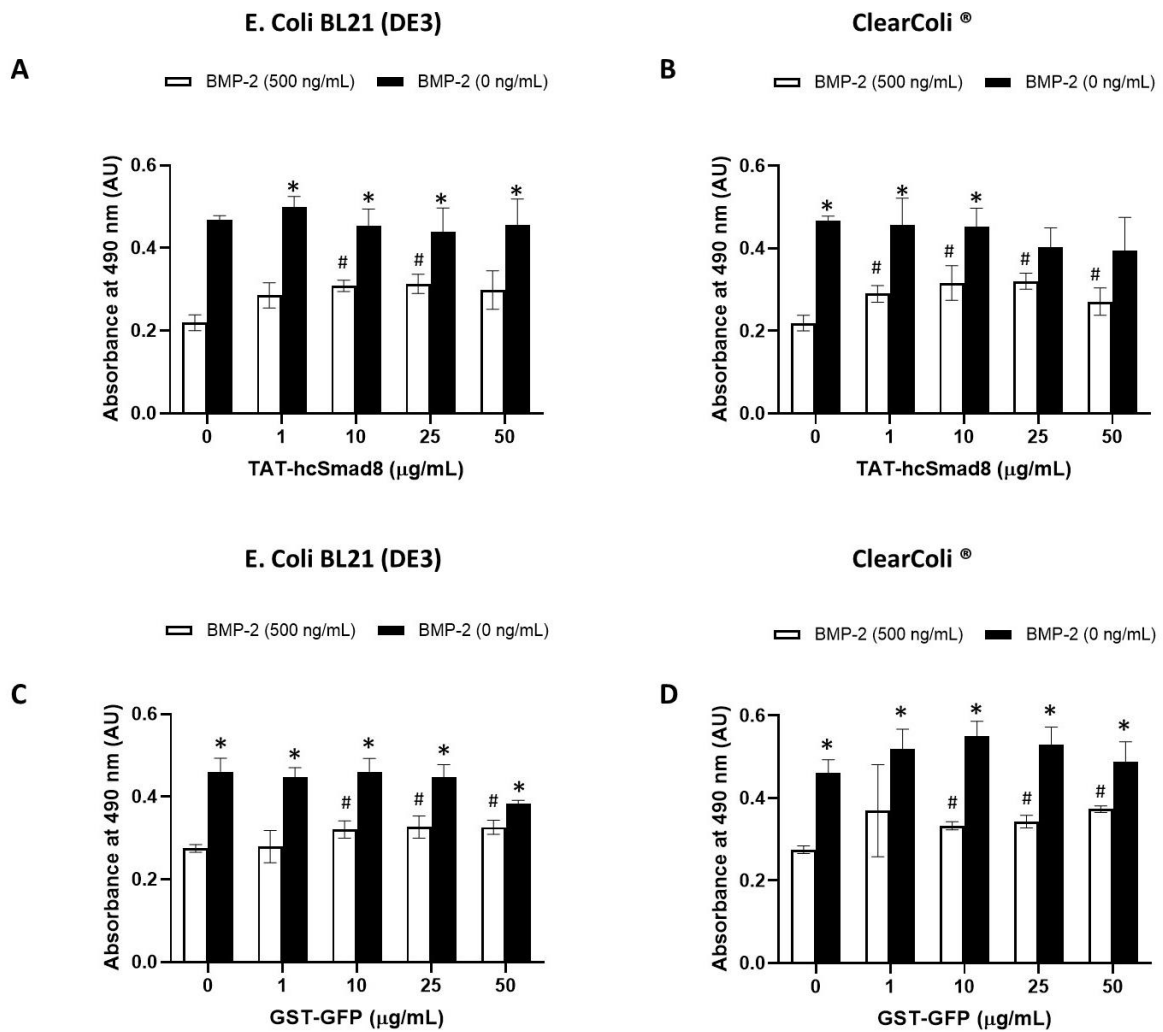 E. Coli BL21 (DE3)
ClearColi ®
A
BMP-2 (500 ng/mL) BMP-2 (0 ng/mL)
Absorbance at 490 nm (AU)
0.6
0.4
0.2
0.0
* * * *
# #
0 1 10 25 50
TAT-hcSmad8 (μg/mL)
B
BMP-2 (500 ng/mL) BMP-2 (0 ng/mL)
Absorbance at 490 nm (AU)
0.6
0.4
0.2
0.0
* * *
# # # #
0 1 10 25 50
TAT-hcSmad8 (μg/mL)
E. Coli BL21 (DE3)
ClearColi ®
C
BMP-2 (500 ng/mL) BMP-2 (0 ng/mL)
Absorbance at 490 nm (AU)
0.6
0.4
0.2
0.0
* * * * *
# # #
0 1 10 25 50
GST-GFP (μg/mL)
D
BMP-2 (500 ng/mL) BMP-2 (0 ng/mL)
Absorbance at 490 nm (AU)
0.6
0.4
0.2
0.0
* * * * *
# # #
0 1 10 25 50
GST-GFP (μg/mL)